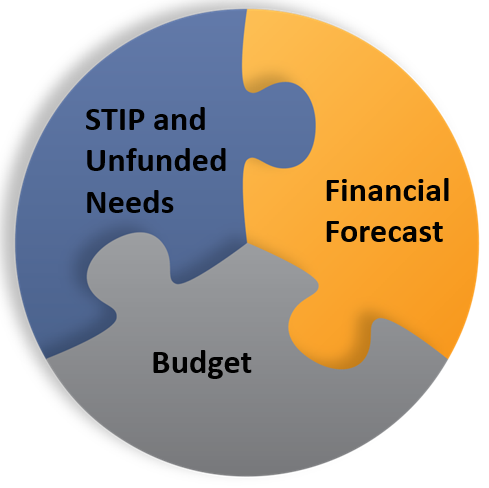 STIP and
Unfunded
Needs
Financial
Forecast
Budget